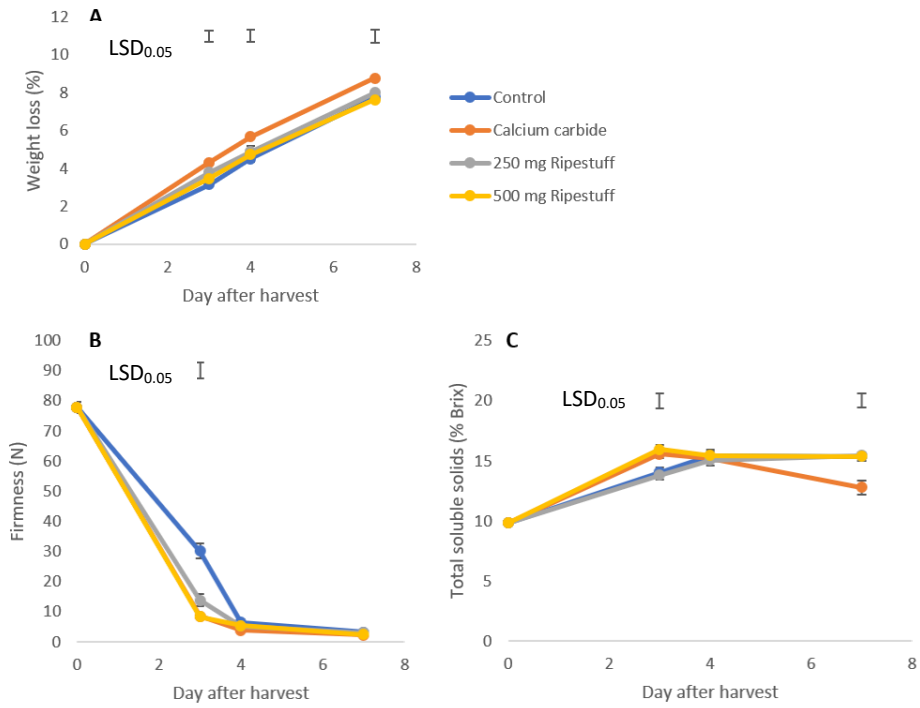 A
12
LSD0.05
10
8
6
4
2
0
Weight loss (%)
0 2 4 6 8
Day after harvest
Control
Calcium carbide
250 mg Ripestuff
500 mg Ripestuff
B
100
LSD0.05
90
80
70
60
50
40
30
20
10
0
Firmness (N)
0 2 4 6 8
Day after harvest
C
25
LSD0.05
20
15
10
5
0
Total soluble solids (% Brix)
0 2 4 6 8
Day after harvest